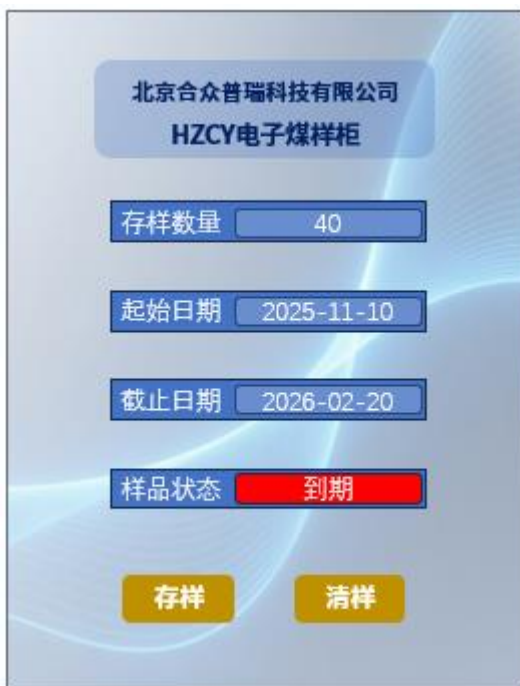 北京合众普瑞科技有限公司
HZCY电子煤样柜
存样数量 40
起始日期 2025-11-10
截止日期 2026-02-20
样品状态 到期
存样 清样